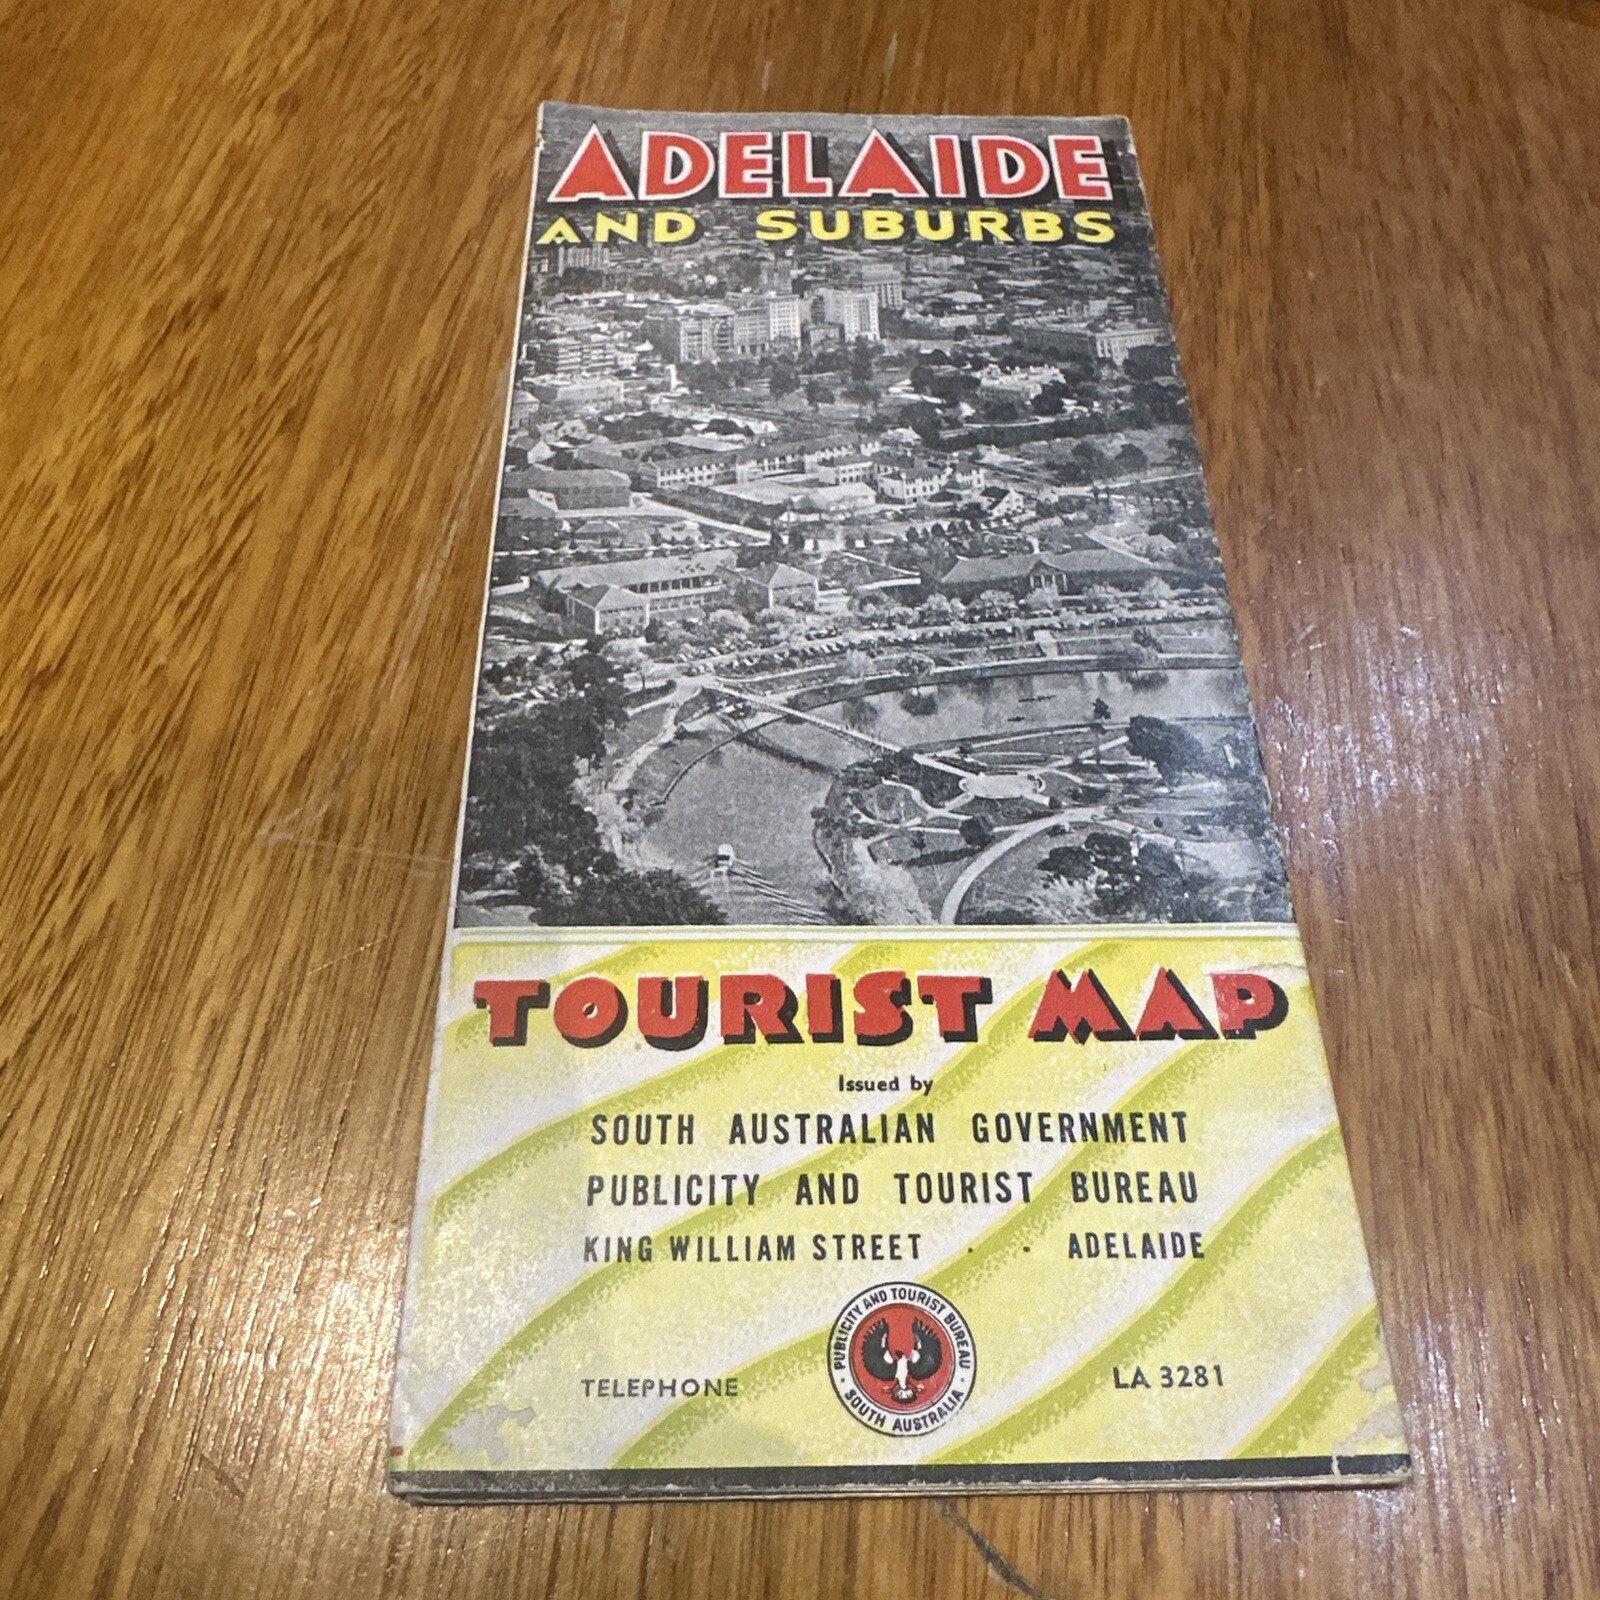 ADELAIDE
AND SUBURBS
TOURIST MAP
Issued by
SOUTH AUSTRALIAN GOVERNMENT
PUBLICITY AND TOURIST BUREAU
KING WILLIAM STREET . . ADELAIDE
PUBLICITY AND TOURIST BUREAU
· SOUTH AUSTRALIA ·
TELEPHONE LA 3281